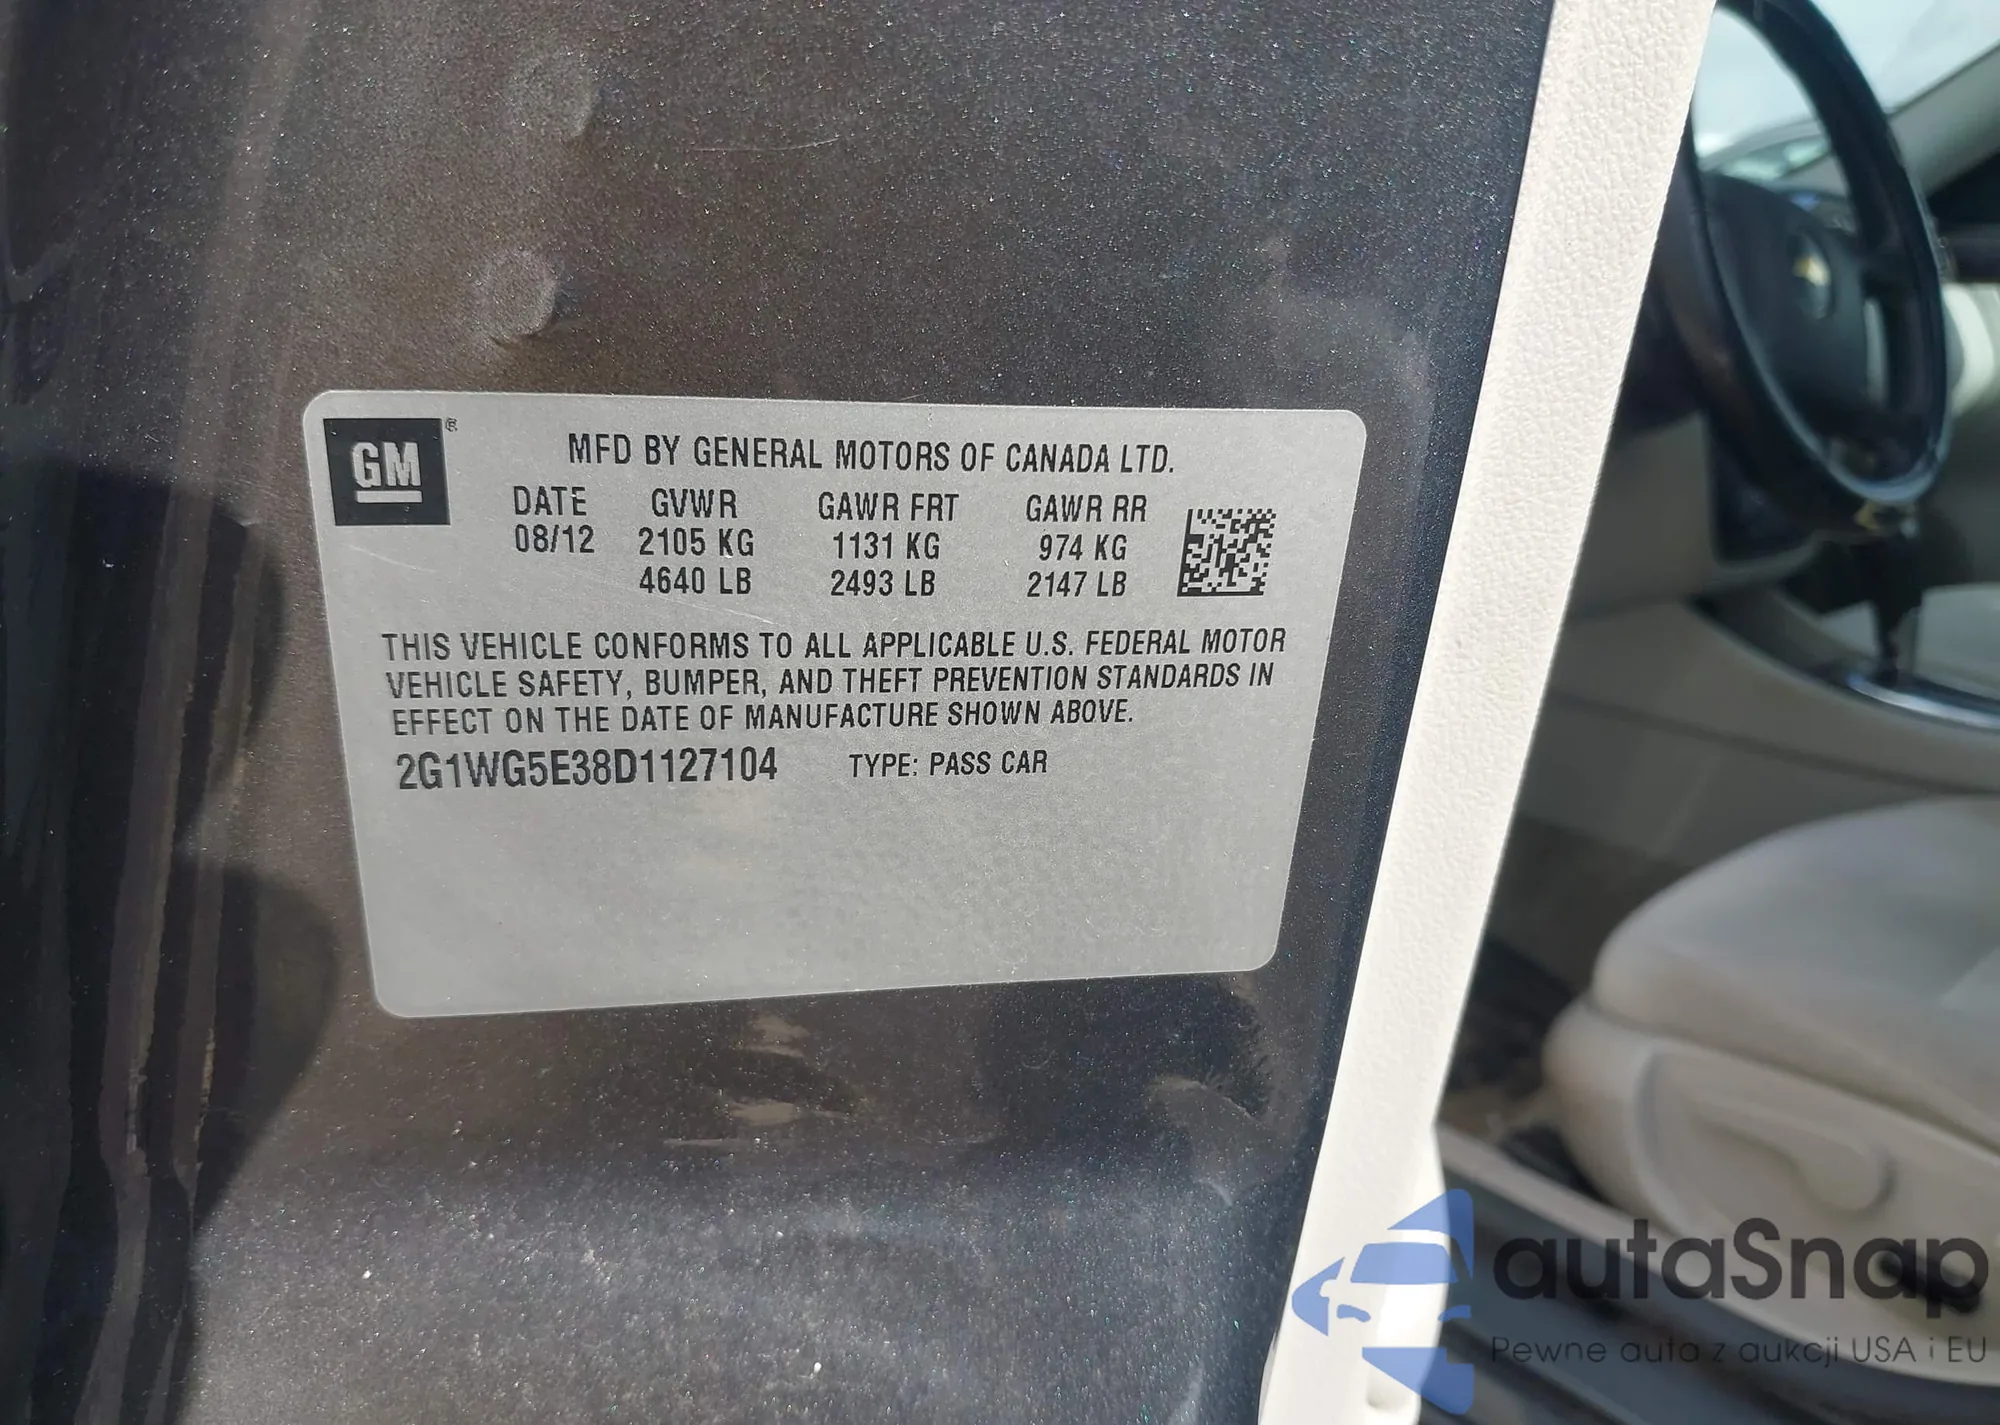 GM ®
MFD BY GENERAL MOTORS OF CANADA LTD.
DATE GVWR GAWR FRT GAWR RR
08/12 2105 KG 1131 KG 974 KG
4640 LB 2493 LB 2147 LB
THIS VEHICLE CONFORMS TO ALL APPLICABLE U.S. FEDERAL MOTOR
VEHICLE SAFETY, BUMPER, AND THEFT PREVENTION STANDARDS IN
EFFECT ON THE DATE OF MANUFACTURE SHOWN ABOVE.
2G1WG5E38D1127104 TYPE: PASS CAR
autaSnap
Pewne auta z aukcji USA i EU